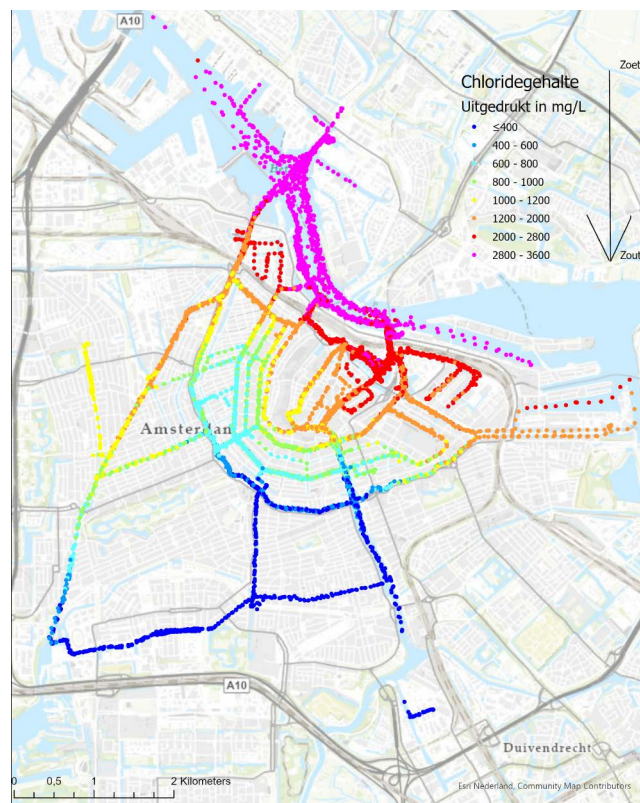 A10
Zoet
Chloridegehalte
Uitgedrukt in mg/L
≤400
400 - 600
600 - 800
800 - 1000
1000 - 1200
1200 - 2000
2000 - 2800
2800 - 3600
Zout
Amsterdam
A10
Duivendrecht
0 0,5 1 2 Kilometers
Esri Nederland, Community Map Contributors